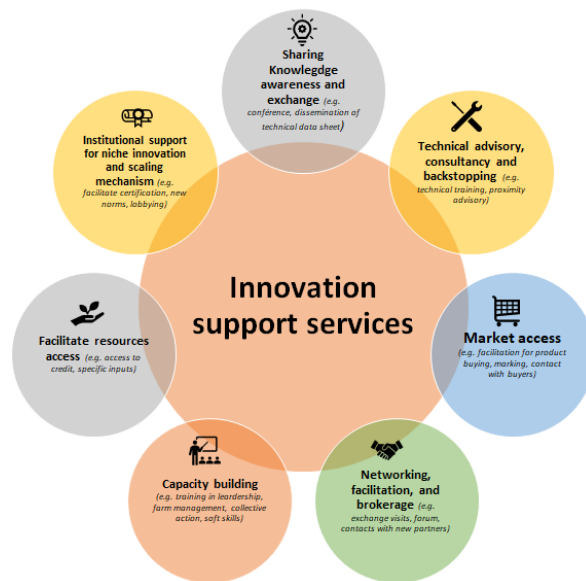 Sharing
Knowlegdge
awareness and
exchange (e.g.
conférence, dissemination of
technical data sheet)
Technical advisory,
consultancy and
backstopping (e.g.
technical training, proximity
advisory)
Market access
(e.g. facilitation for product
buying, marking, contact
with buyers)
Networking,
facilitation, and
brokerage (e.g.
exchange visits, forum,
contacts with new partners)
Capacity building
(e.g. training in leardership,
farm management, collective
action, soft skills)
Facilitate resources
access (e.g. access to
credit, specific inputs)
Institutional support
for niche innovation
and scaling
mechanism (e.g.
facilitate certification, new
norms, lobbying)
Innovation
support services